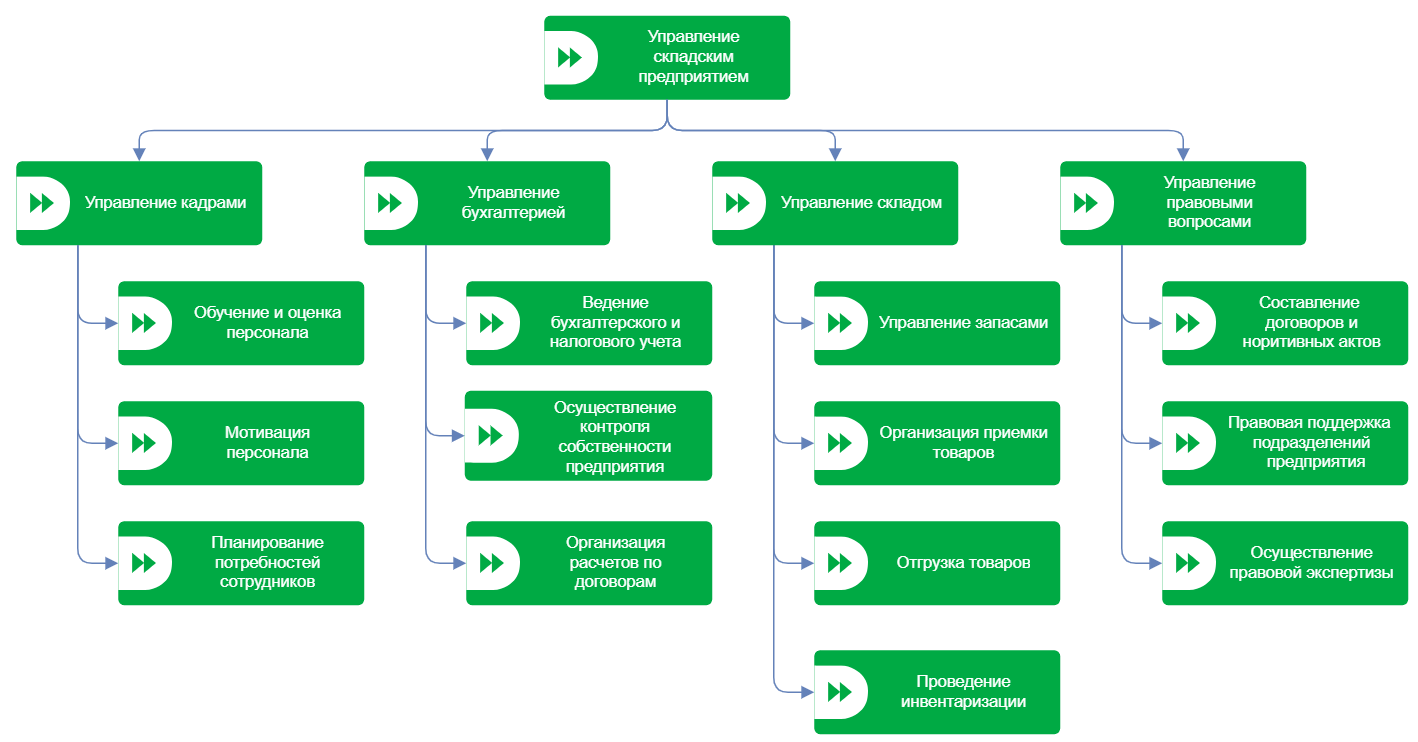 Управление
складским
предприятием
Управление кадрами
Управление
бухгалтерией
Управление складом
Управление
правовыми
вопросами
Обучение и оценка
персонала
Ведение
бухгалтерского и
налогового учета
Управление запасами
Составление
договоров и
норитивных актов
Мотивация
персонала
Осуществление
контроля
собственности
предприятия
Организация приемки
товаров
Правовая поддержка
подразделений
предприятия
Планирование
потребностей
сотрудников
Организация
расчетов по
договорам
Отгрузка товаров
Осуществление
правовой экспертизы
Проведение
инвентаризации